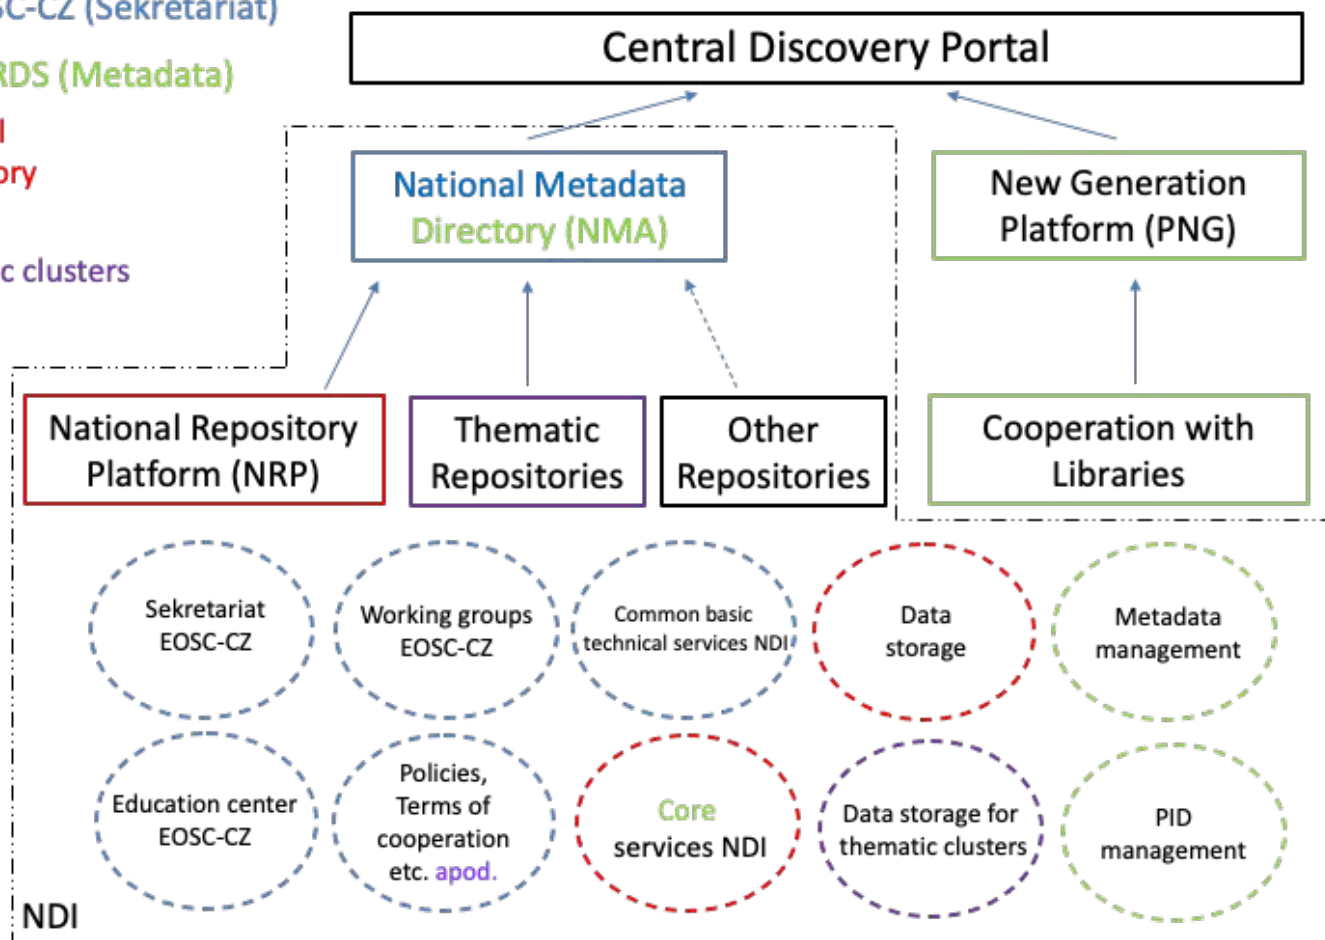 SC-CZ (Sekretariat)
Central Discovery Portal
RDS (Metadata)
ory
National Metadata
Directory (NMA)
New Generation
Platform (PNG)
c clusters
National Repository
Platform (NRP)
Thematic
Repositories
Other
Repositories
Cooperation with
Libraries
Sekretariat
EOSC-CZ
Working groups
EOSC-CZ
Common basic
technical services NDI
Data
storage
Metadata
management
Education center
EOSC-CZ
Policies,
Terms of
cooperation
etc. apod.
Core
services NDI
Data storage for
thematic clusters
PID
management
NDI